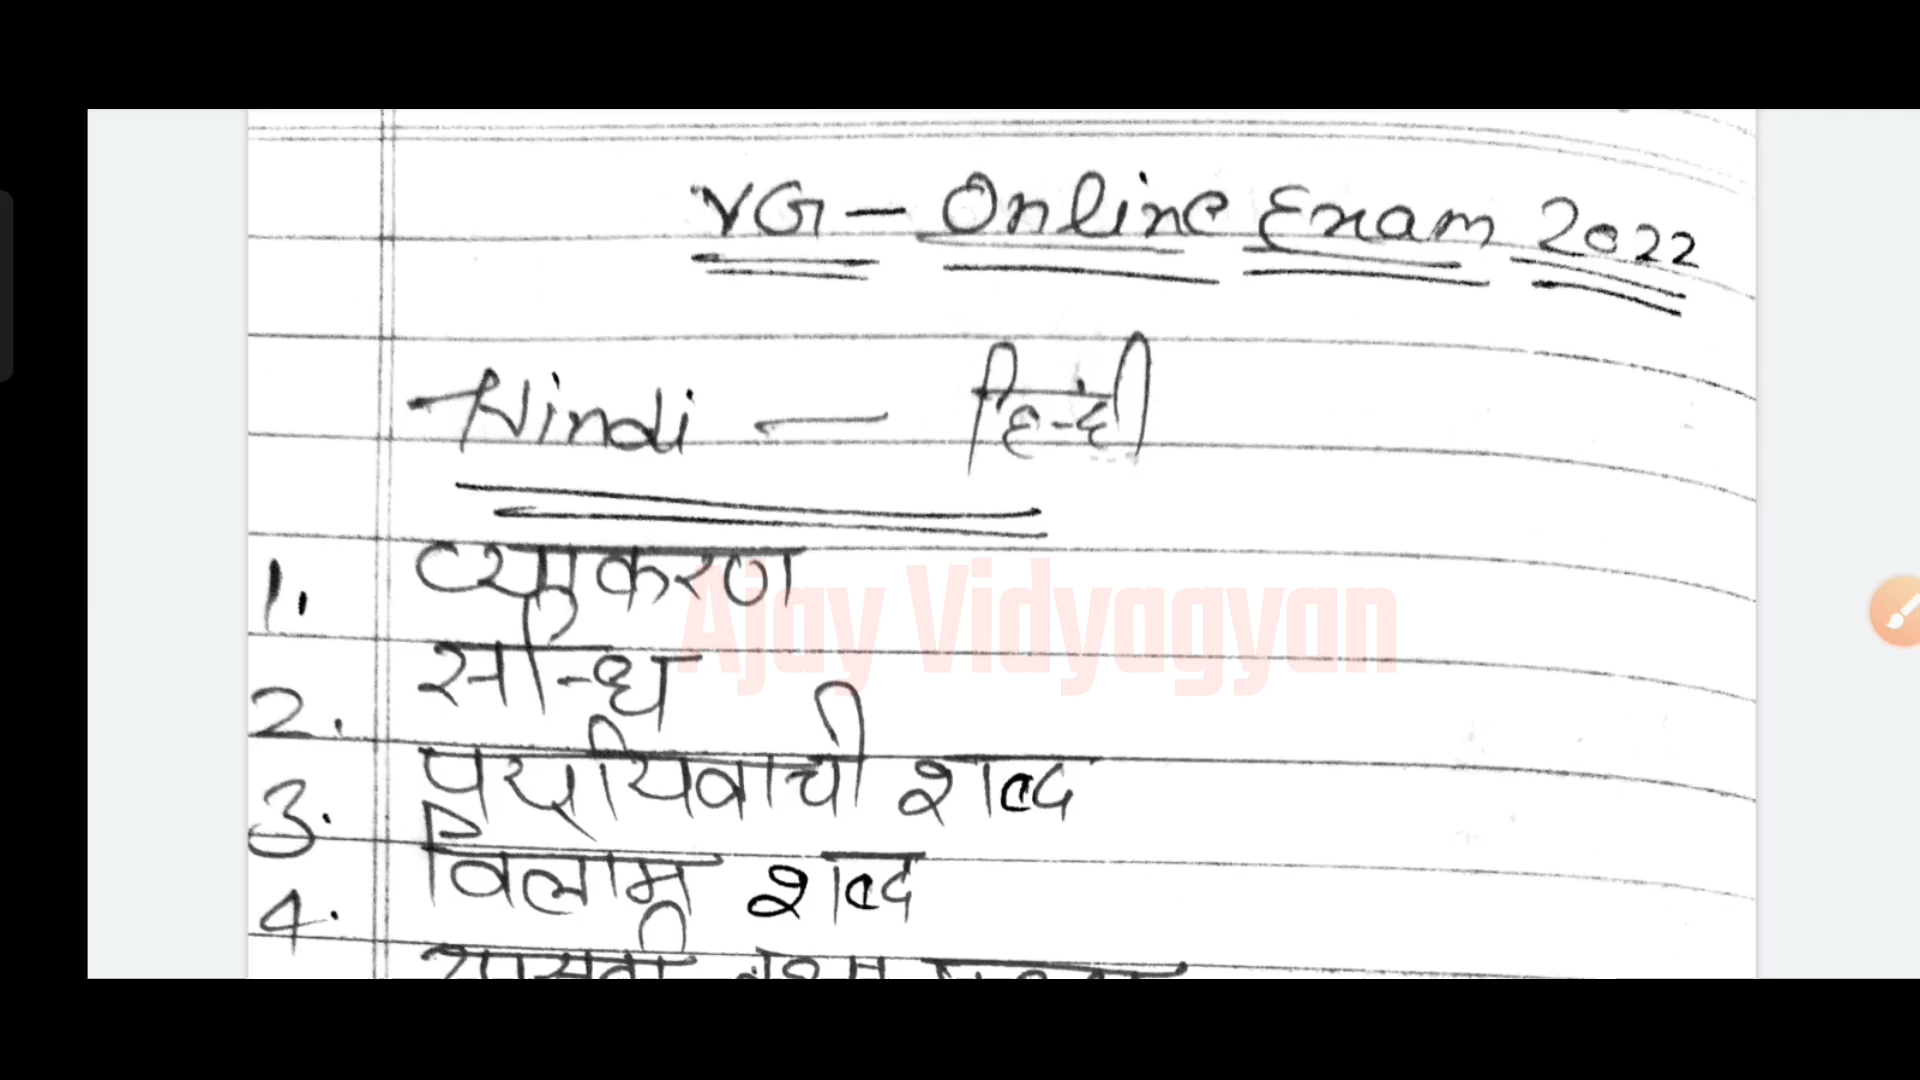 VG - Online Exam 2022
Hindi - हिन्दी
1. व्याकरण
2. सन्धि
3. पर्यायवाची शब्द
4. विलोम शब्द
Ajay Vidyagyan